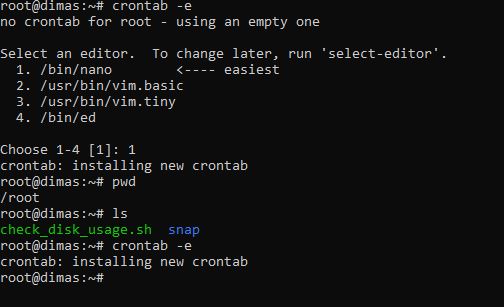 root@dimas:~# crontab -e
no crontab for root - using an empty one

Select an editor.  To change later, run 'select-editor'.
  1. /bin/nano        <---- easiest
  2. /usr/bin/vim.basic
  3. /usr/bin/vim.tiny
  4. /bin/ed

Choose 1-4 [1]: 1
crontab: installing new crontab
root@dimas:~# pwd
/root
root@dimas:~# ls
check_disk_usage.sh  snap
root@dimas:~# crontab -e
crontab: installing new crontab
root@dimas:~#